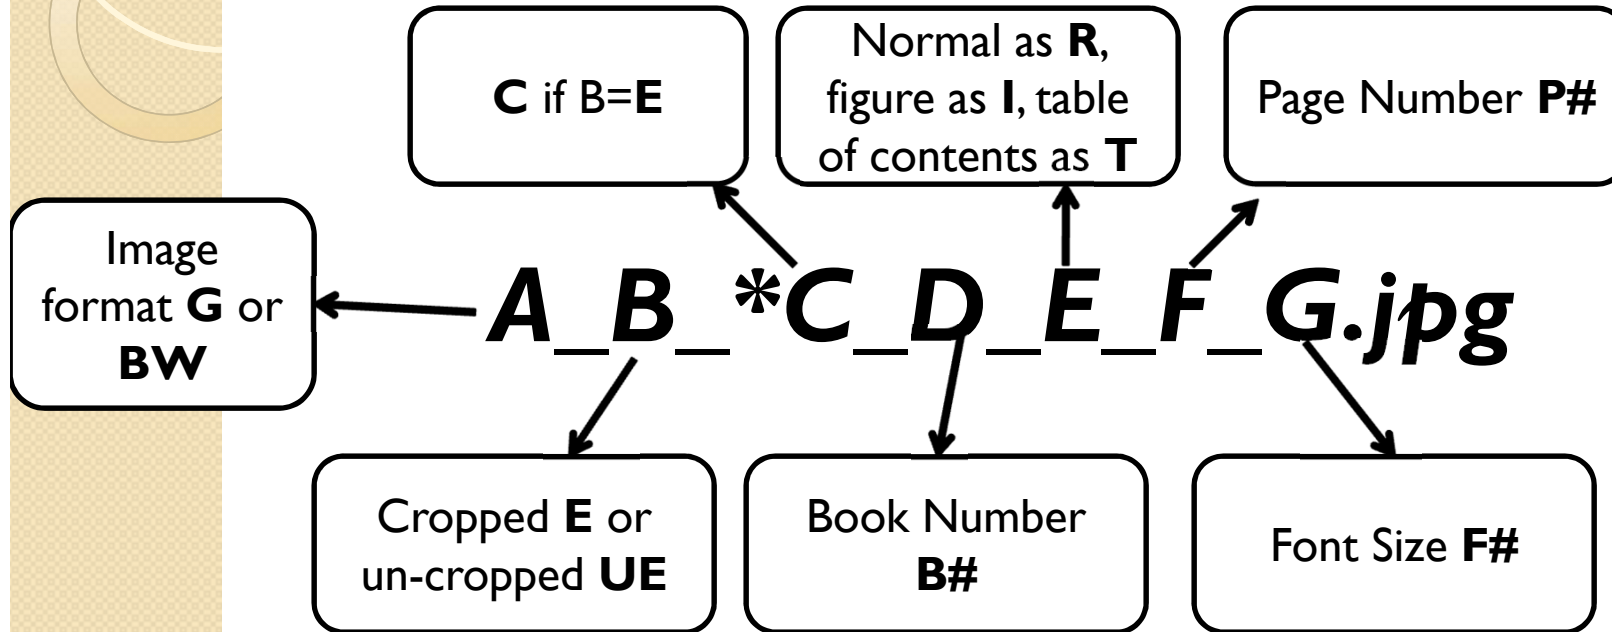 C if B=E
Normal as R,
figure as I, table
of contents as T
Page Number P#
Image
format G or
BW
A_B_*C_D_E_F_G.jpg
Cropped E or
un-cropped UE
Book Number
B#
Font Size F#